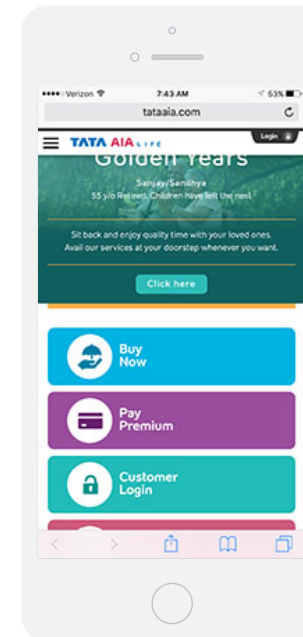 Verizon 7:43 AM 63%
tataaia.com
TATA AIA LIFE
Login
Golden Years
Sanjay/Sandhya
55 y/o Retired, Children have left the nest
Sit back and enjoy quality time with your loved ones.
Avail our services at your doorstep whenever you want.
Click here
Buy
Now
Pay
Premium
Customer
Login